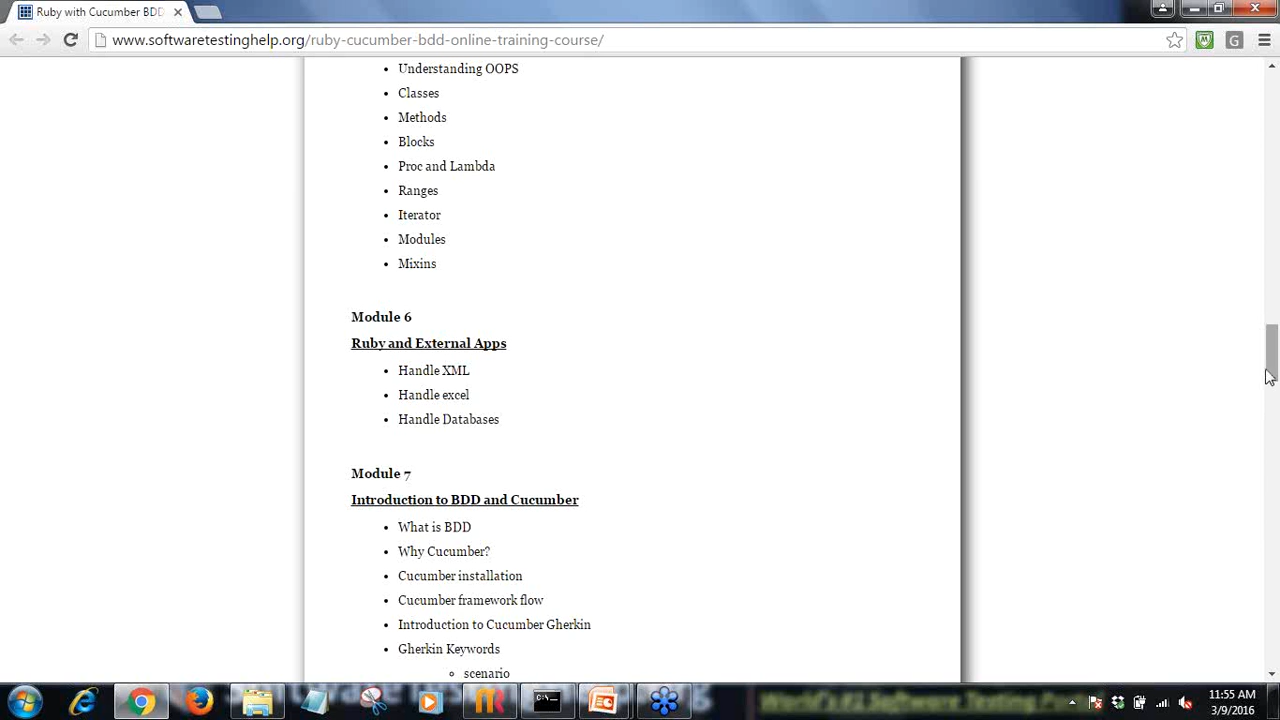 Ruby with Cucumber BDD
www.softwaretestinghelp.org/ruby-cucumber-bdd-online-training-course/
Understanding OOPS
Classes
Methods
Blocks
Proc and Lambda
Ranges
Iterator
Modules
Mixins
Module 6
Ruby and External Apps
Handle XML
Handle excel
Handle Databases
Module 7
Introduction to BDD and Cucumber
What is BDD
Why Cucumber?
Cucumber installation
Cucumber framework flow
Introduction to Cucumber Gherkin
Gherkin Keywords
scenario
11:55 AM
3/9/2016